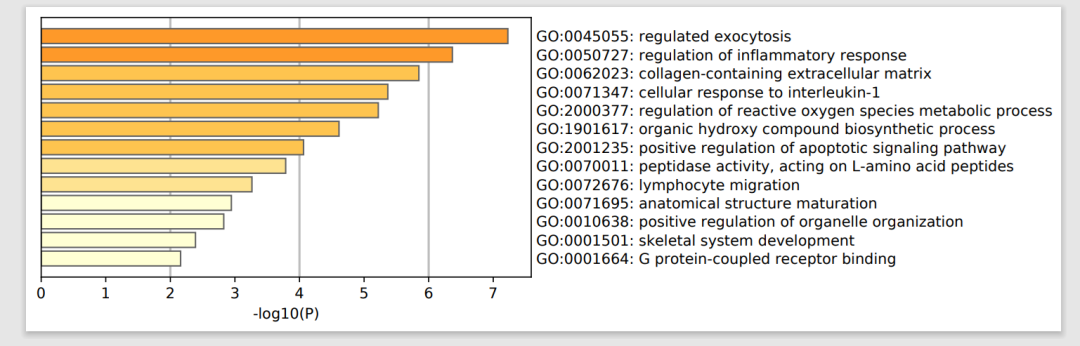 GO:0045055: regulated exocytosis
GO:0050727: regulation of inflammatory response
GO:0062023: collagen-containing extracellular matrix
GO:0071347: cellular response to interleukin-1
GO:2000377: regulation of reactive oxygen species metabolic process
GO:1901617: organic hydroxy compound biosynthetic process
GO:2001235: positive regulation of apoptotic signaling pathway
GO:0070011: peptidase activity, acting on L-amino acid peptides
GO:0072676: lymphocyte migration
GO:0071695: anatomical structure maturation
GO:0010638: positive regulation of organelle organization
GO:0001501: skeletal system development
GO:0001664: G protein-coupled receptor binding
0 1 2 3 4 5 6 7
-log10(P)